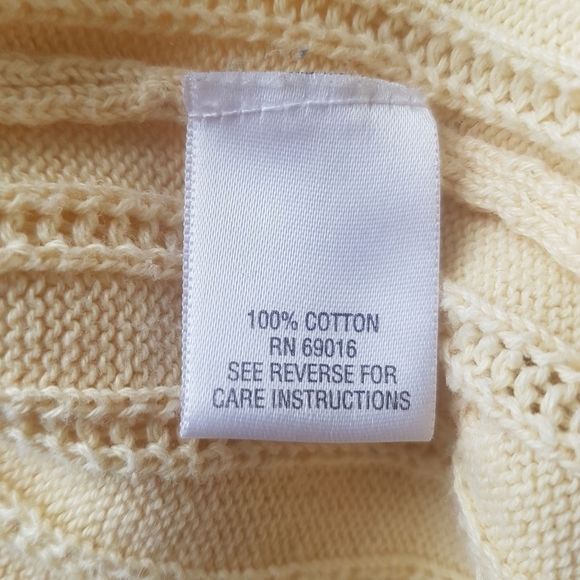 100% COTTON
RN 69016
SEE REVERSE FOR
CARE INSTRUCTIONS